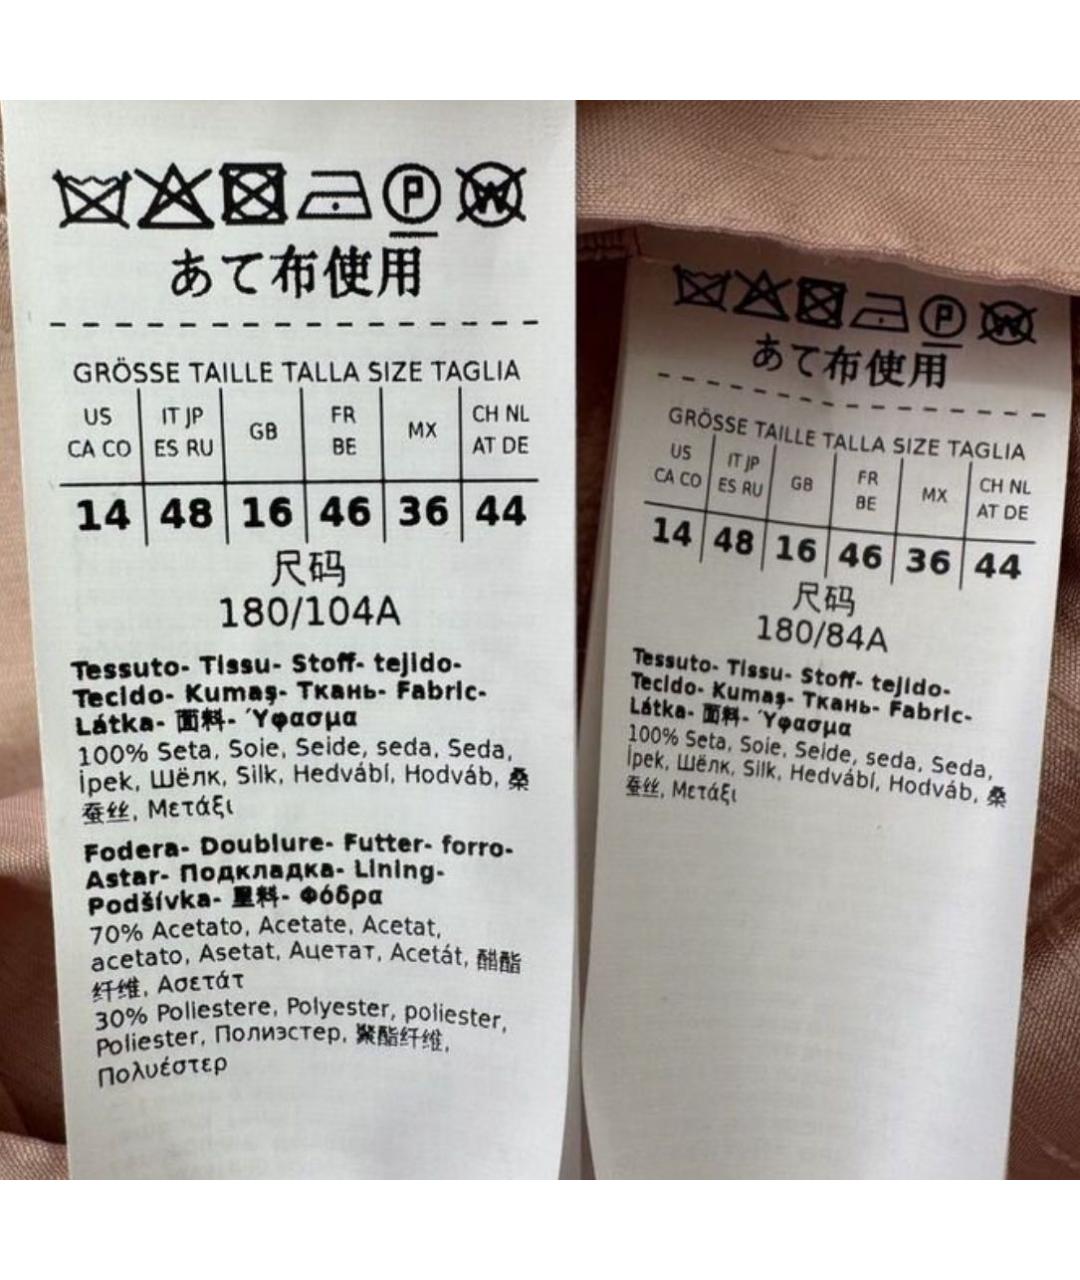 あて布使用
GRÖSSE TAILLE TALLA SIZE TAGLIA
US CA CO | IT JP ES RU | GB | FR BE | MX | CH NL AT DE
14 | 48 | 16 | 46 | 36 | 44
尺码
180/104A
Tessuto- Tissu- Stoff- tejido-
Tecido- Kumaş- Ткань- Fabric-
Látka- 面料- Ύφασμα
100% Seta, Soie, Seide, seda, Seda,
İpek, Шёлк, Silk, Hedvábí, Hodváb, 桑
蚕丝, Μετάξι
Fodera- Doublure- Futter- forro-
Astar- Подкладка- Lining-
Podšívka- 里料- Φόδρα
70% Acetato, Acetate, Acetat,
acetato, Asetat, Ацетат, Acetát, 醋酯
纤维, Ασετάτ
30% Poliestere, Polyester, poliester,
Poliester, Полиэстер, 聚酯纤维,
Πολυέστερ
あて布使用
GRÖSSE TAILLE TALLA SIZE TAGLIA
US CA CO | IT JP ES RU | GB | FR BE | MX | CH NL AT DE
14 | 48 | 16 | 46 | 36 | 44
尺码
180/84A
Tessuto- Tissu- Stoff- tejido-
Tecido- Kumaş- Ткань- Fabric-
Látka- 面料- Ύφασμα
100% Seta, Soie, Seide, seda, Seda,
İpek, Шёлк, Silk, Hedvábí, Hodváb, 桑
蚕丝, Μετάξι